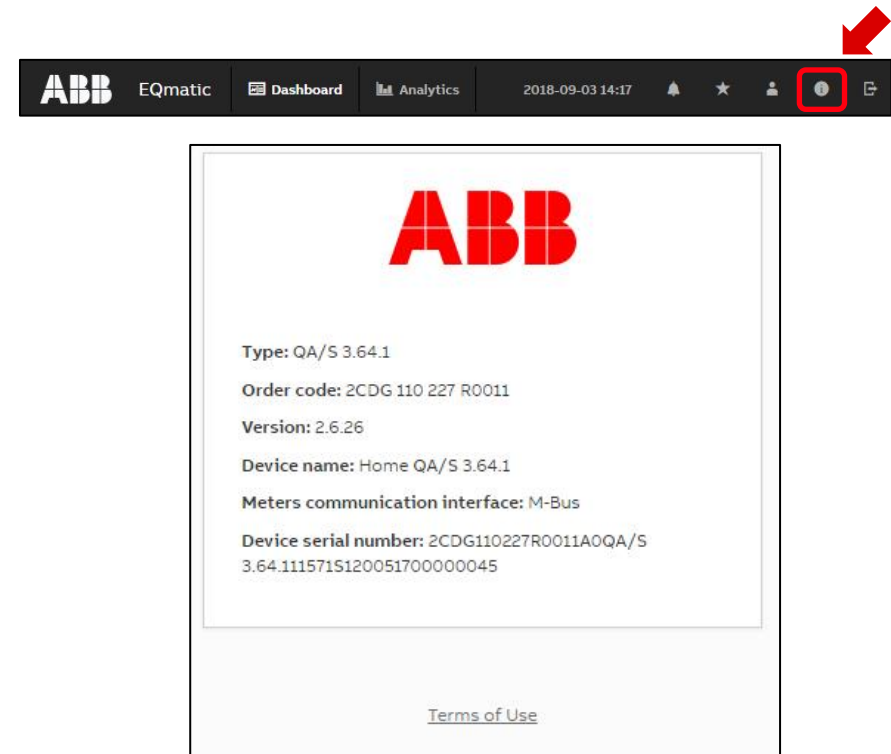 ABB EQmatic Dashboard Analytics 2018-09-03 14:17
ABB
Type: QA/S 3.64.1
Order code: 2CDG 110 227 R0011
Version: 2.6.26
Device name: Home QA/S 3.64.1
Meters communication interface: M-Bus
Device serial number: 2CDG110227R0011A0QA/S
3.64.111571S120051700000045
Terms of Use